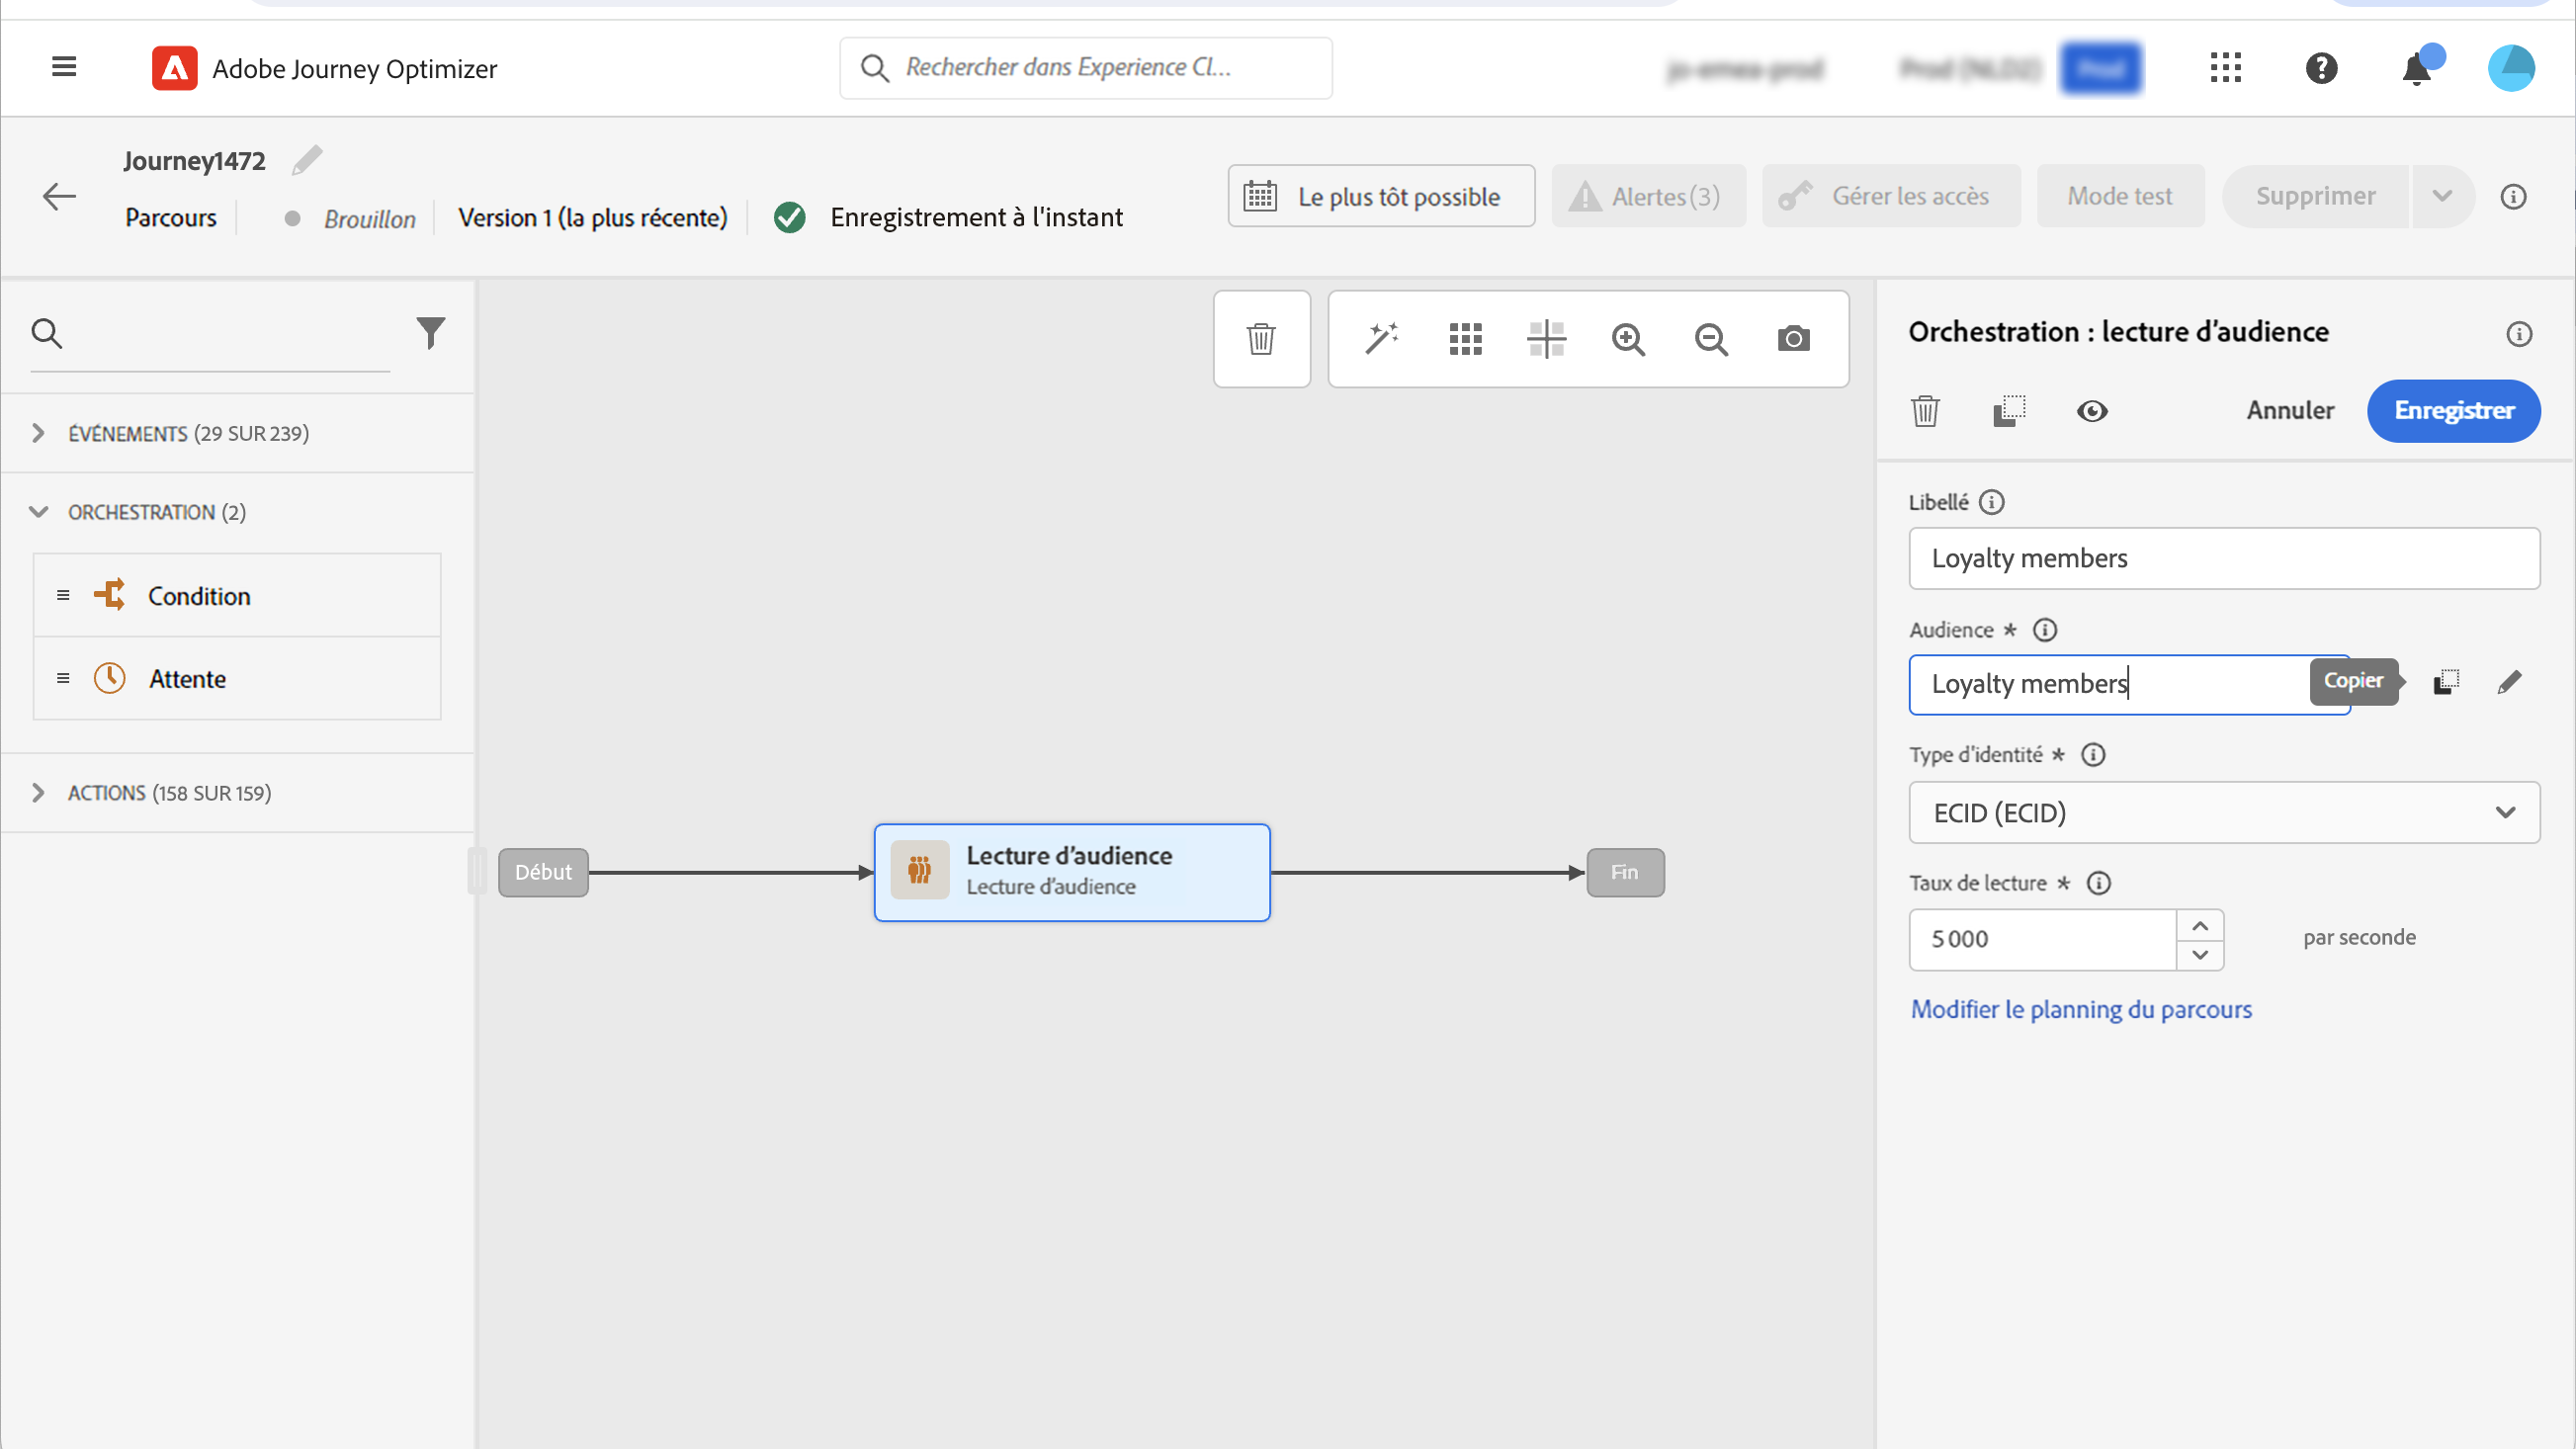 Adobe Journey Optimizer
Rechercher dans Experience Cl...
Journey1472
Parcours
Brouillon
Version 1 (la plus récente)
Enregistrement à l'instant
Le plus tôt possible
Alertes (3)
Gérer les accès
Mode test
Supprimer
ÉVÉNEMENTS (29 SUR 239)
ORCHESTRATION (2)
Condition
Attente
ACTIONS (158 SUR 159)
Début
Lecture d’audience
Lecture d’audience
Fin
Orchestration : lecture d’audience
Annuler
Enregistrer
Libellé
Loyalty members
Audience *
Loyalty members
Copier
Type d’identité *
ECID (ECID)
Taux de lecture *
5 000
par seconde
Modifier le planning du parcours